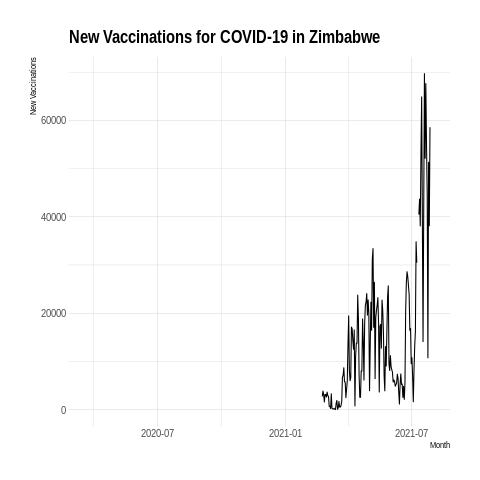 New Vaccinations for COVID-19 in Zimbabwe
New Vaccinations
60000
40000
20000
0
2020-07
2021-01
2021-07
Month